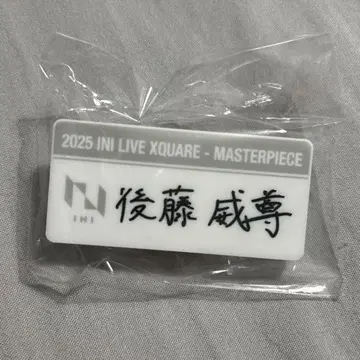 2025 INI LIVE XQUARE - MASTERPIECE
INI
後藤 威尊